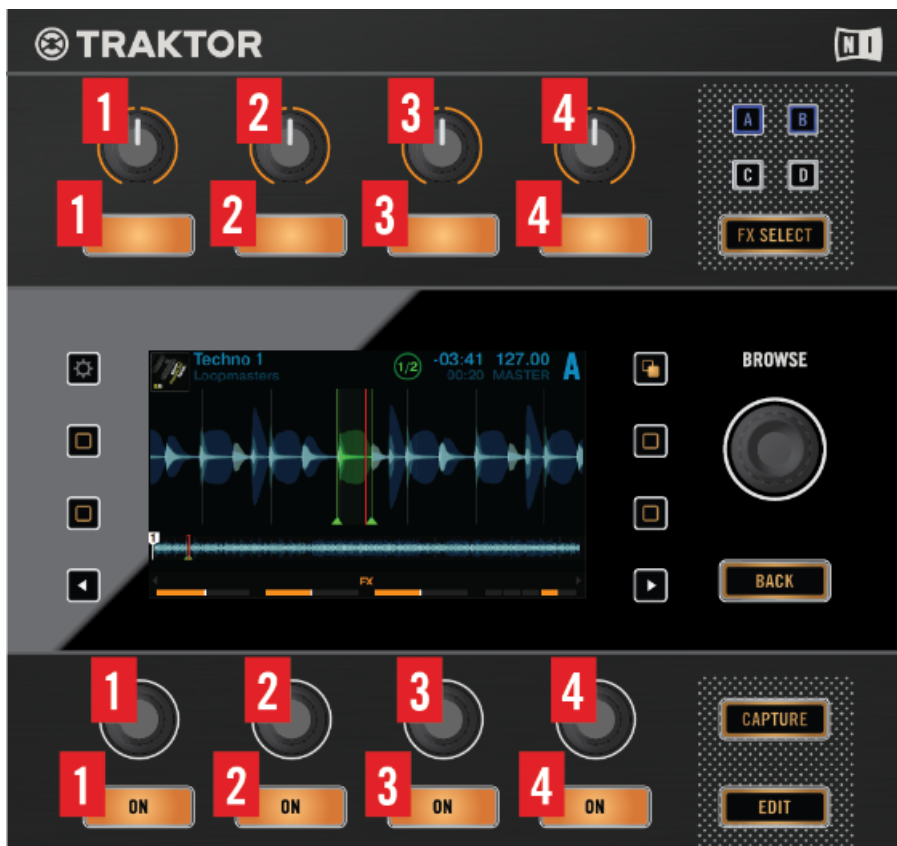 TRAKTOR
NI
1 2 3 4
A B
1 2 3 4
C D
FX SELECT
Techno 1
1/2
-03:41 127.00
A
Loopmasters
00:20 MASTER
BROWSE
1
FX
BACK
1 2 3 4
CAPTURE
1 ON
2 ON
3 ON
4 ON
EDIT